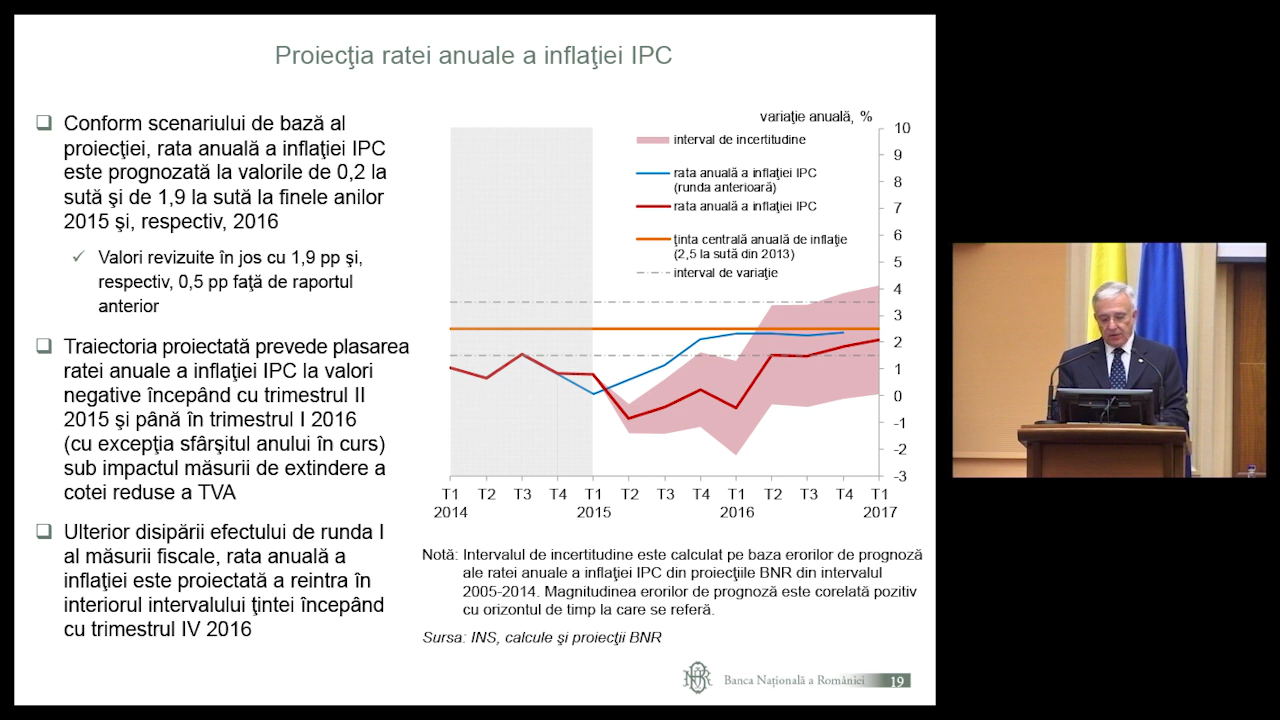 Proiecţia ratei anuale a inflaţiei IPC
Conform scenariului de bază al
proiecţiei, rata anuală a inflaţiei IPC
este prognozată la valorile de 0,2 la
sută şi de 1,9 la sută la finele anilor
2015 şi, respectiv, 2016
Valori revizuite în jos cu 1,9 pp şi,
respectiv, 0,5 pp faţă de raportul
anterior
Traiectoria proiectată prevede plasarea
ratei anuale a inflaţiei IPC la valori
negative începând cu trimestrul II
2015 şi până în trimestrul I 2016
(cu excepţia sfârşitul anului în curs)
sub impactul măsurii de extindere a
cotei reduse a TVA
Ulterior disipării efectului de runda I
al măsurii fiscale, rata anuală a
inflaţiei este proiectată a reintra în
interiorul intervalului ţintei începând
cu trimestrul IV 2016
variaţie anuală, %
interval de incertitudine
rata anuală a inflaţiei IPC
(runda anterioară)
rata anuală a inflaţiei IPC
ţinta centrală anuală de inflaţie
(2,5 la sută din 2013)
interval de variaţie
10
9
8
7
6
5
4
3
2
1
0
-1
-2
-3
T1 T2 T3 T4 T1 T2 T3 T4 T1 T2 T3 T4 T1
2014 2015 2016 2017
Notă: Intervalul de incertitudine este calculat pe baza erorilor de prognoză
ale ratei anuale a inflaţiei IPC din proiecţiile BNR din intervalul
2005-2014. Magnitudinea erorilor de prognoză este corelată pozitiv
cu orizontul de timp la care se referă.
Sursa: INS, calcule şi proiecţii BNR
Banca Naţională a României 19